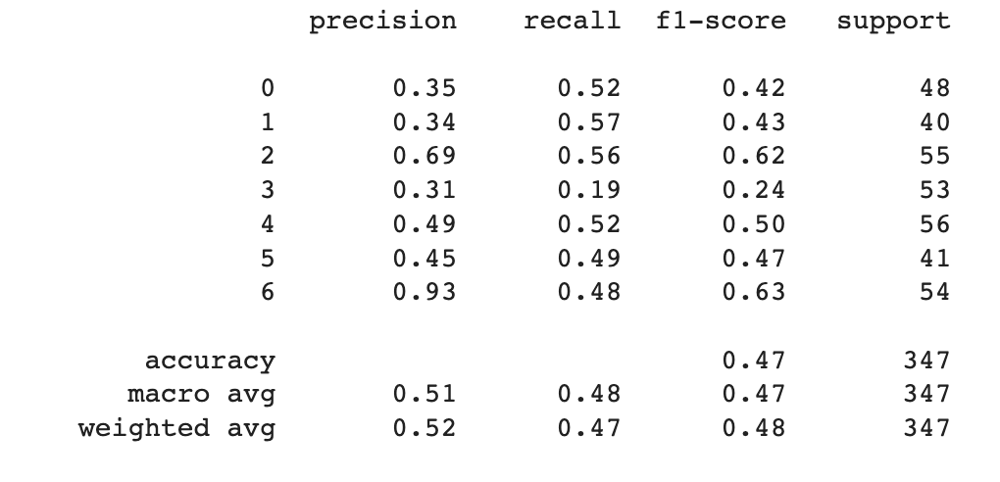 precision recall f1-score support
0 0.35 0.52 0.42 48
1 0.34 0.57 0.43 40
2 0.69 0.56 0.62 55
3 0.31 0.19 0.24 53
4 0.49 0.52 0.50 56
5 0.45 0.49 0.47 41
6 0.93 0.48 0.63 54
accuracy 0.47 347
macro avg 0.51 0.48 0.47 347
weighted avg 0.52 0.47 0.48 347